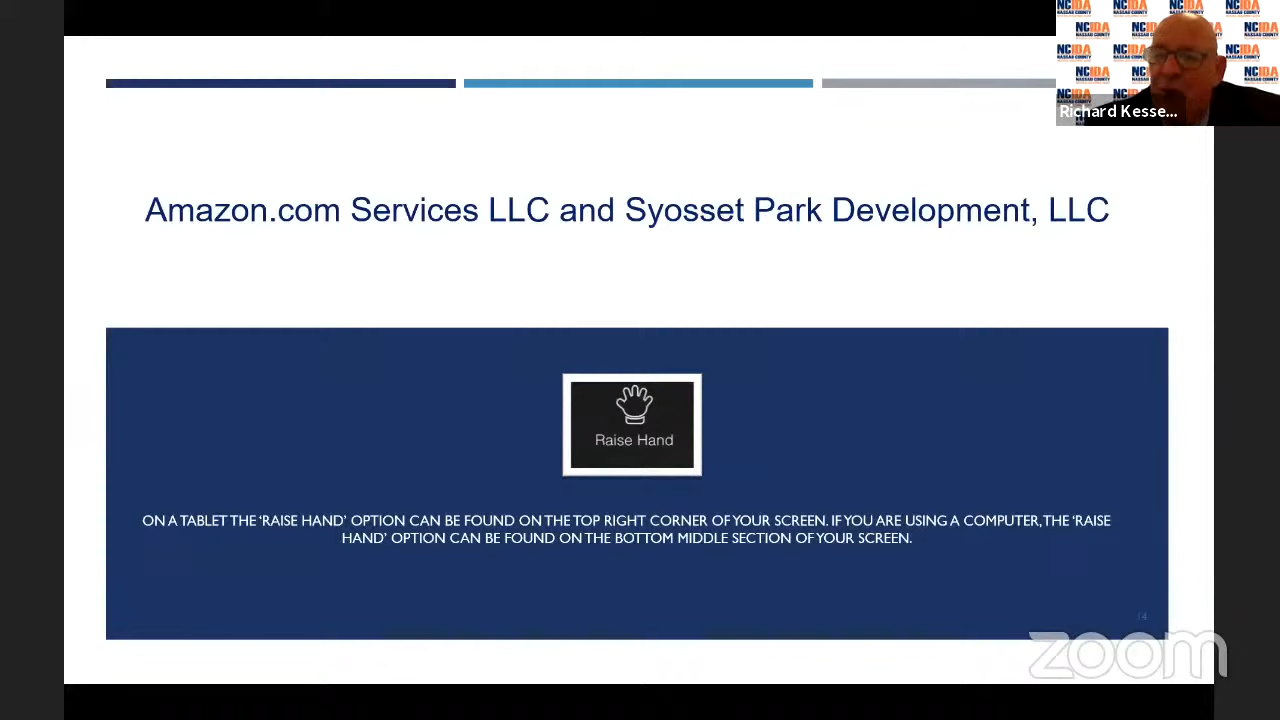 NCIDA
NASSAU COUNTY
Richard Kesse...
Amazon.com Services LLC and Syosset Park Development, LLC
Raise Hand
ON A TABLET THE ‘RAISE HAND’ OPTION CAN BE FOUND ON THE TOP RIGHT CORNER OF YOUR SCREEN. IF YOU ARE USING A COMPUTER, THE ‘RAISE
HAND’ OPTION CAN BE FOUND ON THE BOTTOM MIDDLE SECTION OF YOUR SCREEN.
14
zoom